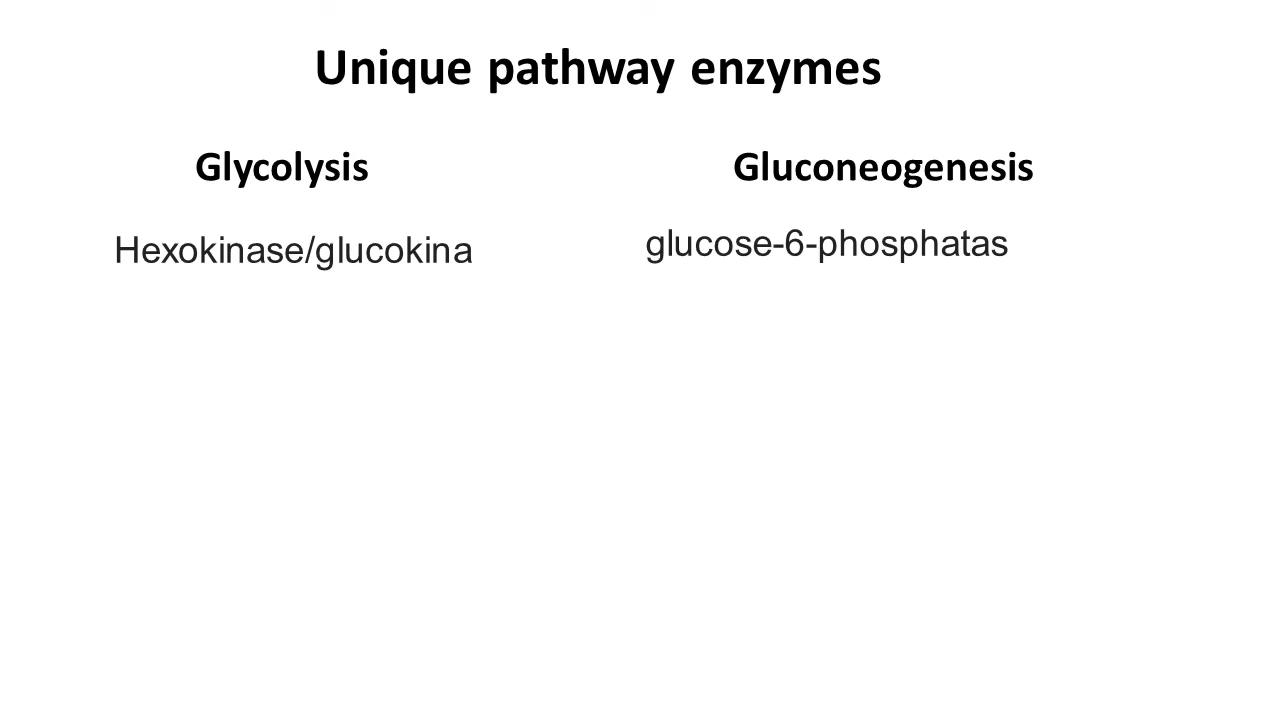 Unique pathway enzymes
Glycolysis
Gluconeogenesis
Hexokinase/glucokina
glucose-6-phosphatas